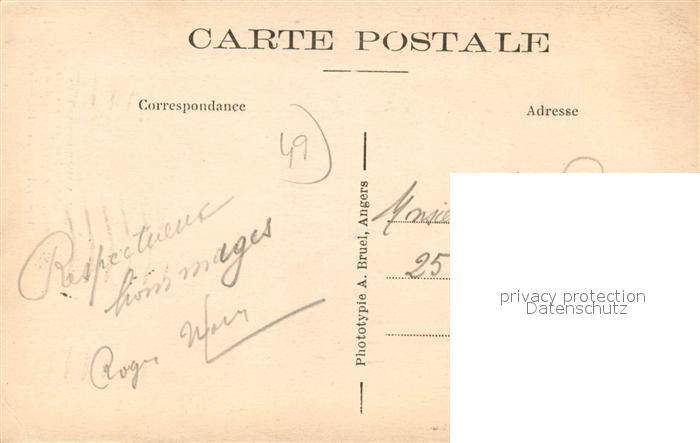 CARTE POSTALE
Correspondance
Adresse
49
Respectueux
hommages
Roger
Phototypie A. Bruel, Angers
25
privacy protection
Datenschutz